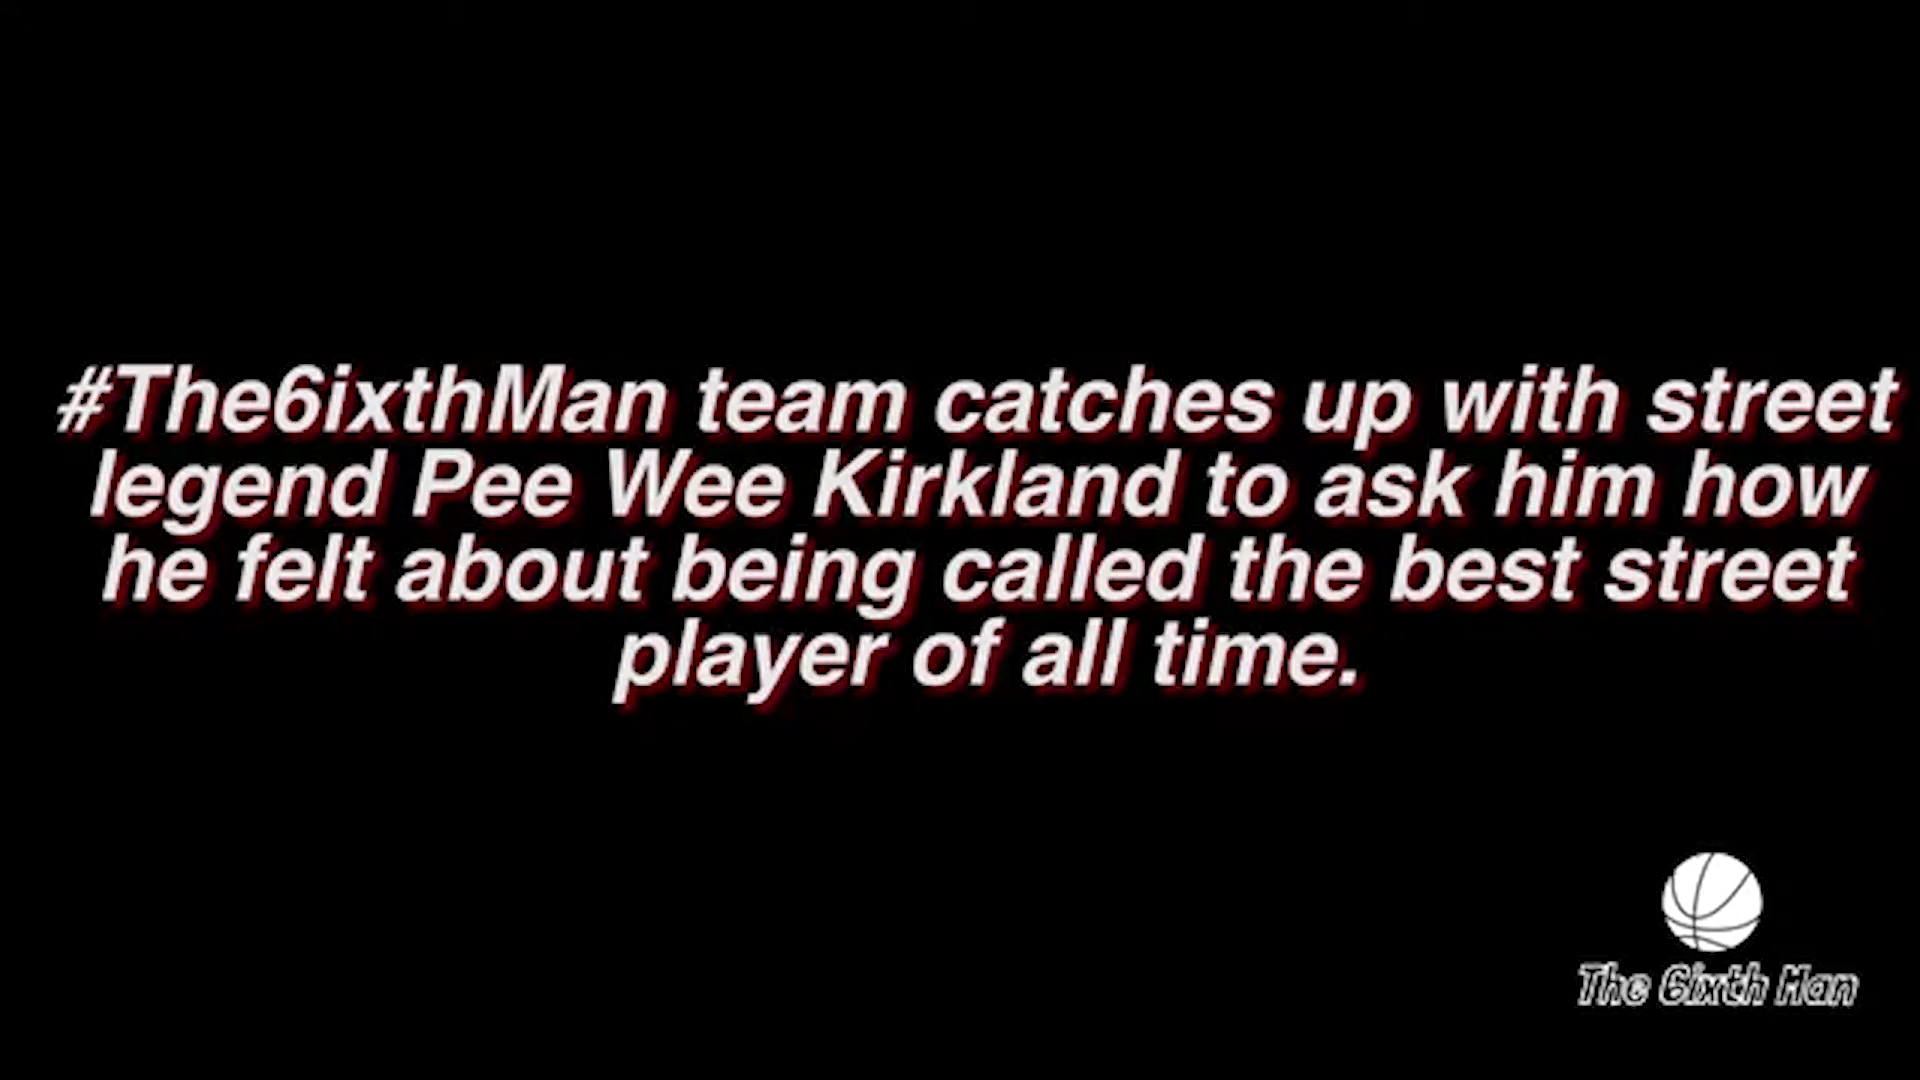 #The6ixthMan team catches up with street
legend Pee Wee Kirkland to ask him how
he felt about being called the best street
player of all time.
The 6ixth Man